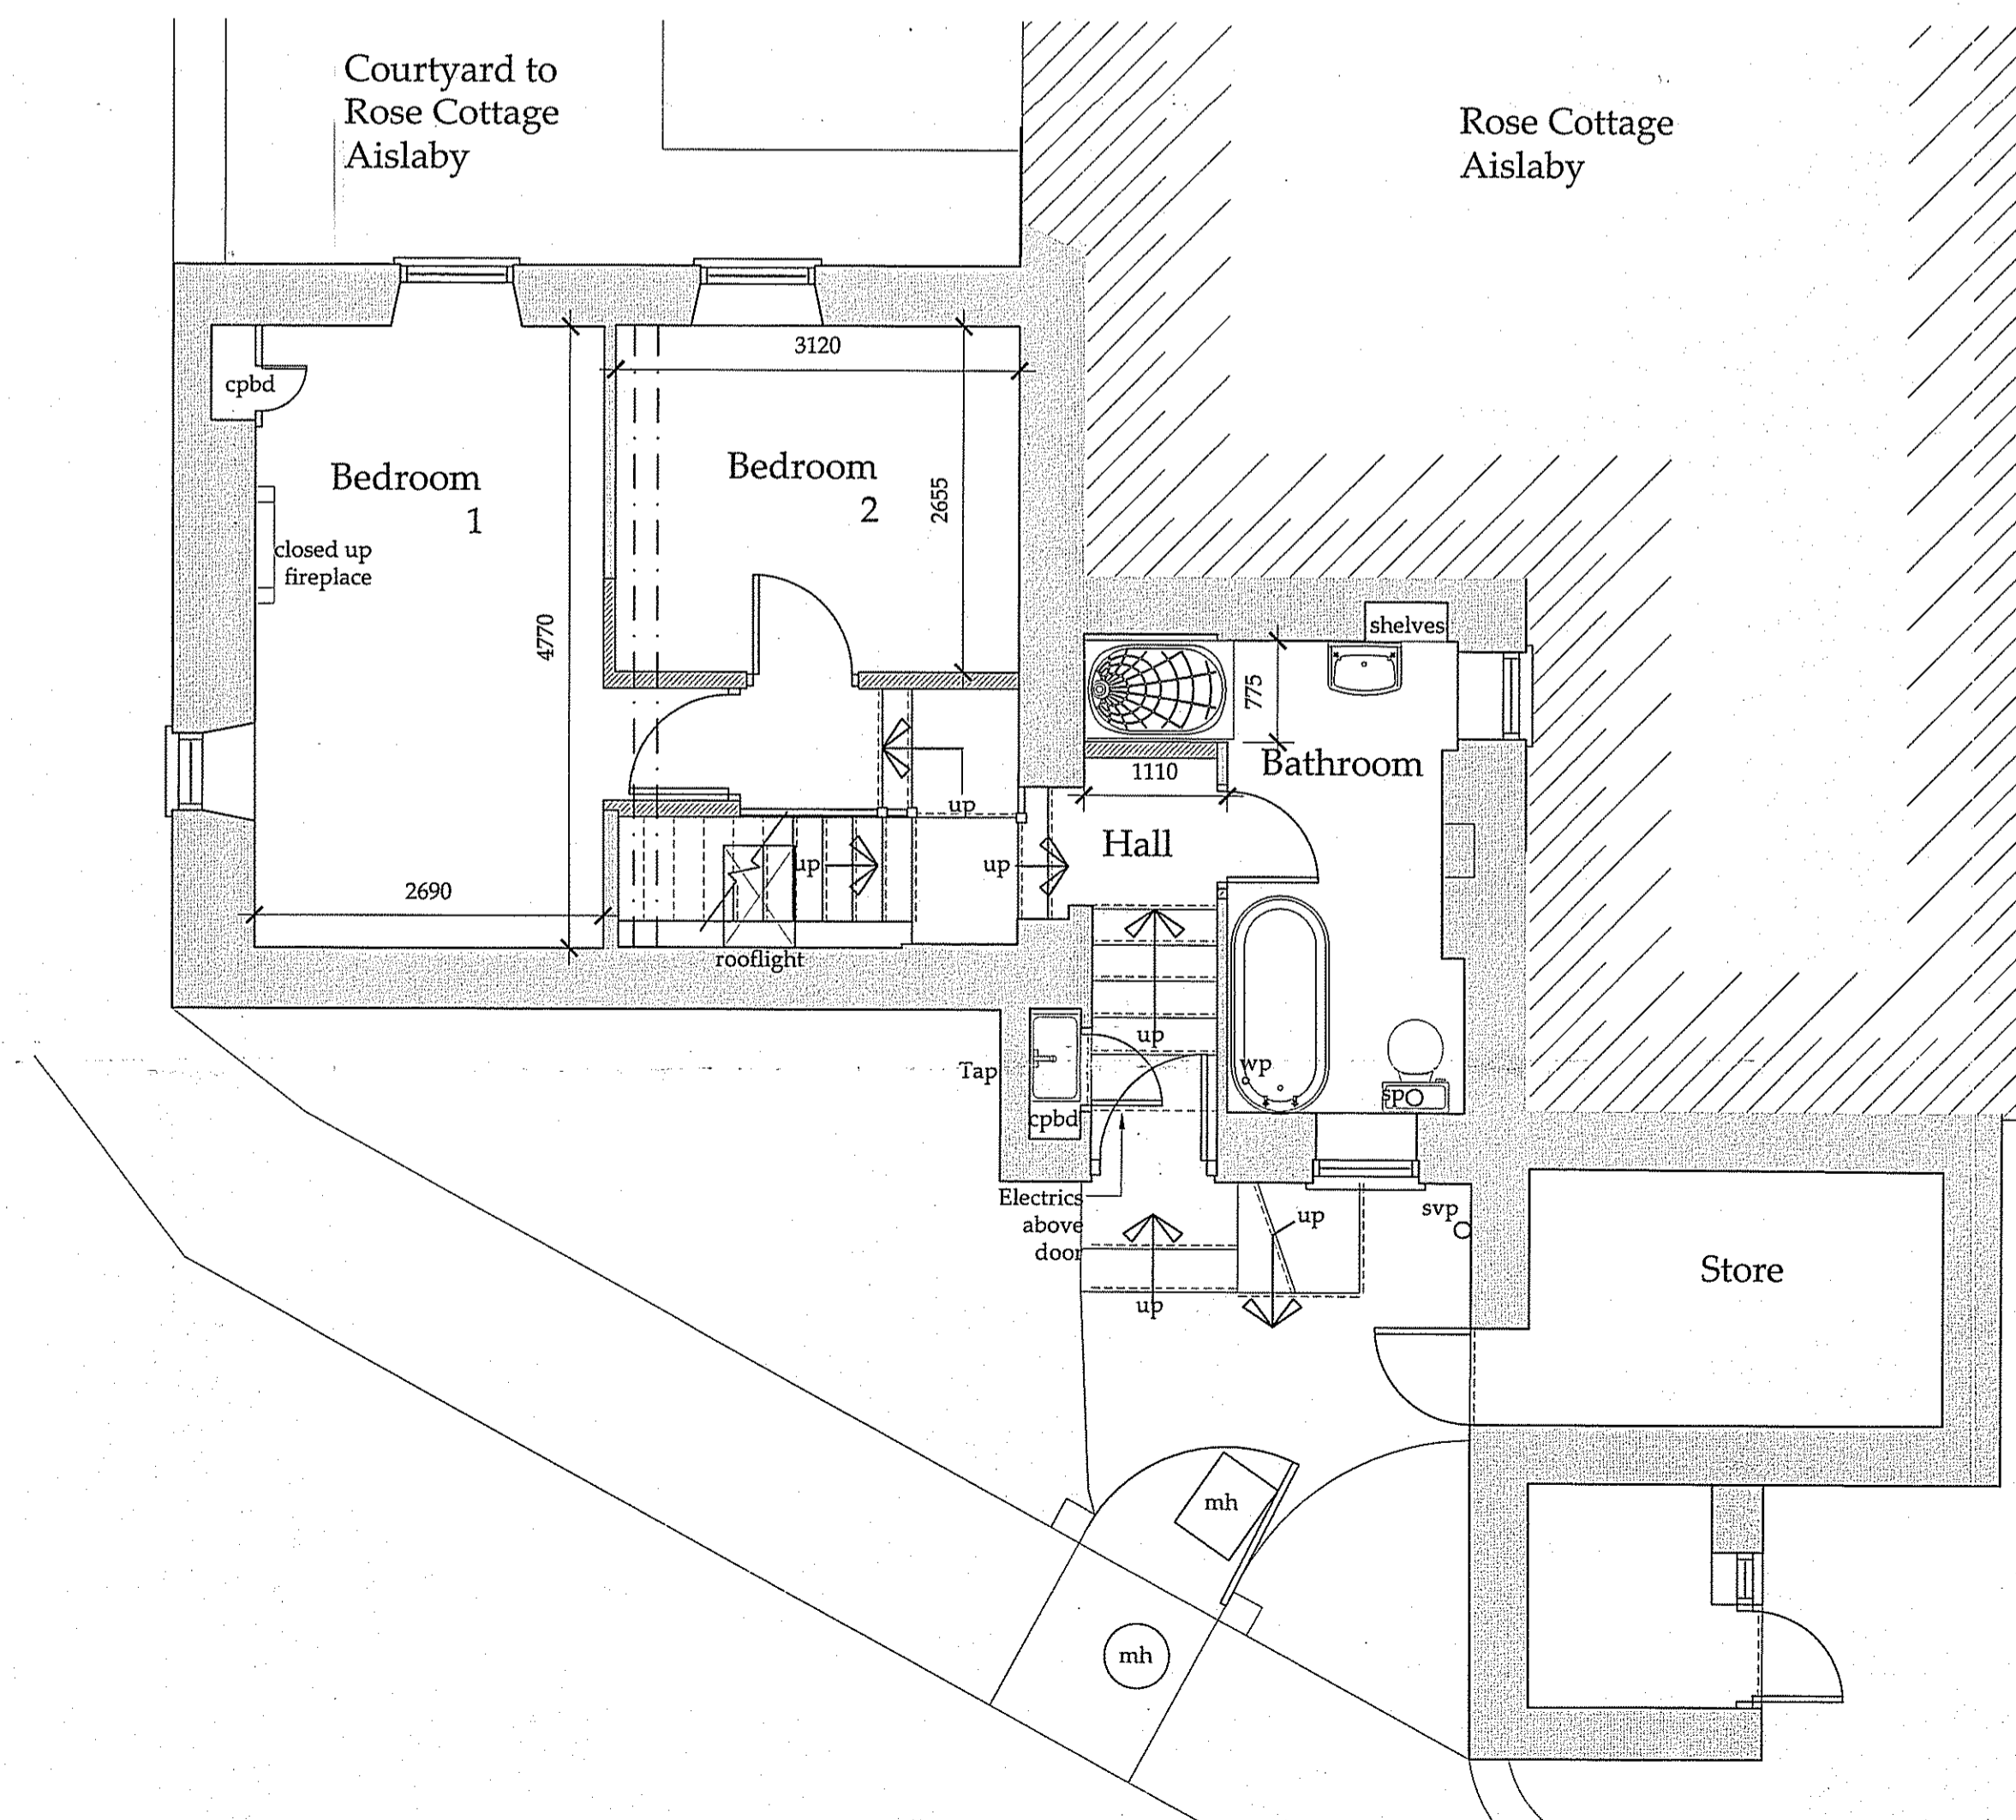 Courtyard to
Rose Cottage
Aislaby
Rose Cottage
Aislaby
3120
cpbd
Bedroom
1
Bedroom
2
2655
closed up
fireplace
4770
shelves
775
Bathroom
1110
up
Hall
up
up
2690
rooflight
up
wp
Tap
spo
cpbd
Electrics
above
door
up
svp
Store
up
mh
mh